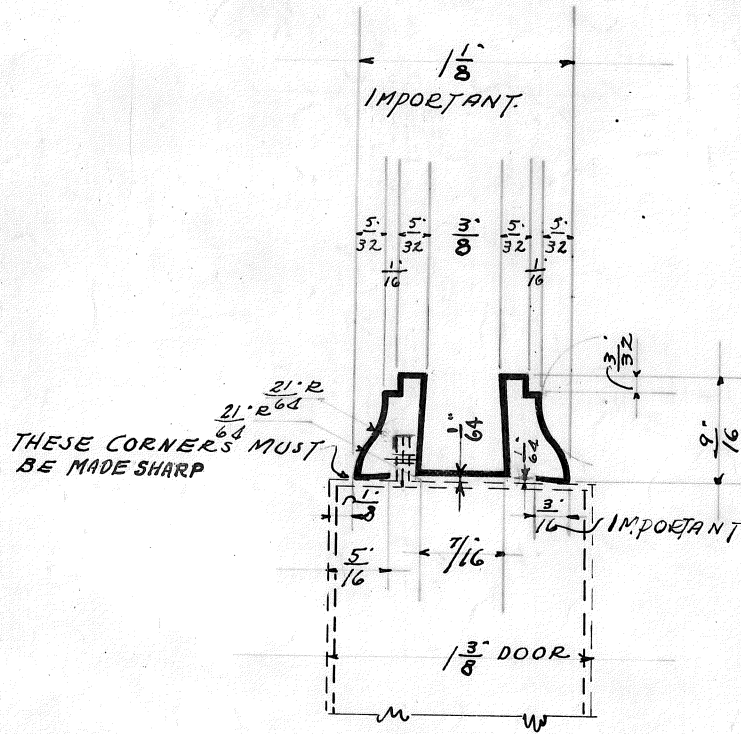 1 1/8"
IMPORTANT.
5/32" 5/32" 3/8" 5/32" 5/32"
1/16" 1/16"
3/32"
21"/64 R
21"/64 R
1/64" 1/64"
9/16"
THESE CORNERS MUST
BE MADE SHARP
1/8" 3/16" IMPORTANT
5/16" 7/16"
1 3/8" DOOR